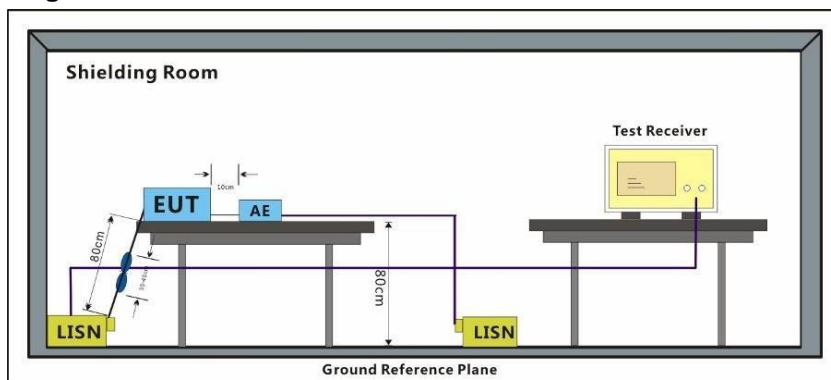 Shielding Room
Test Receiver
10cm
EUT
AE
80cm
80cm
LISN
LISN
Ground Reference Plane